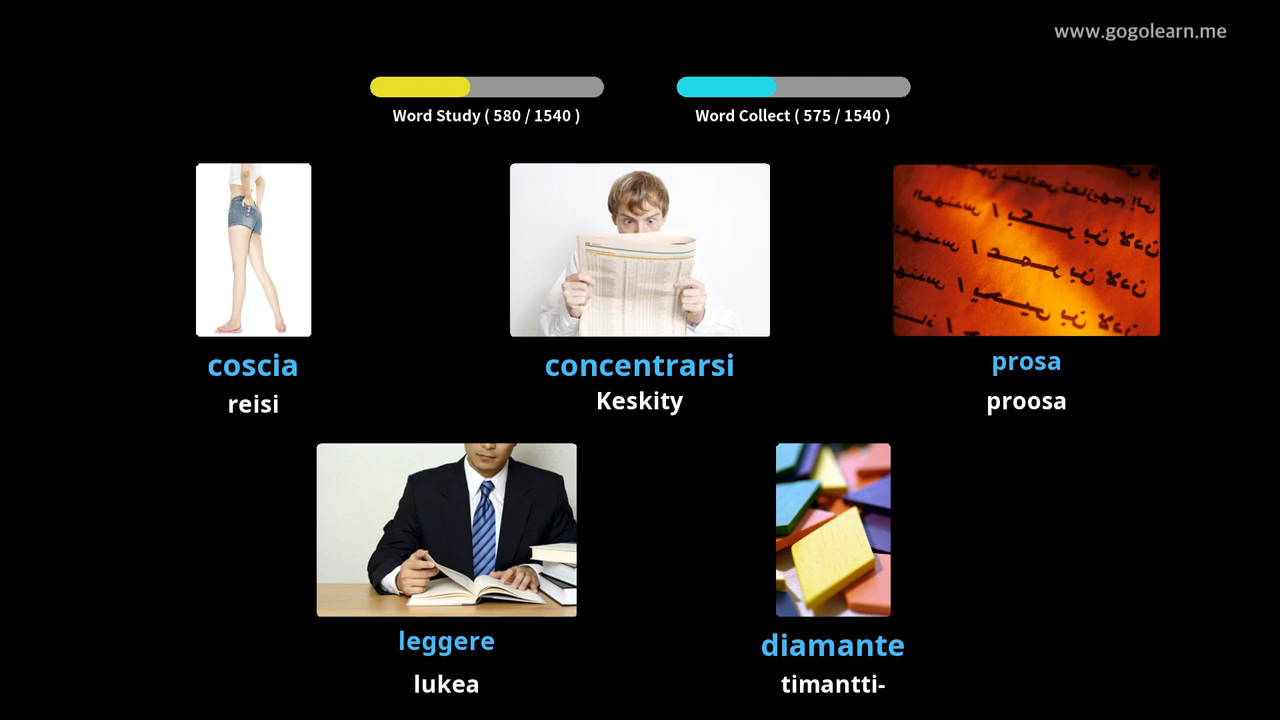 www.gogolearn.me
Word Study ( 580 / 1540 )
Word Collect ( 575 / 1540 )
coscia
reisi
concentrarsi
Keskity
prosa
proosa
leggere
lukea
diamante
timantti-